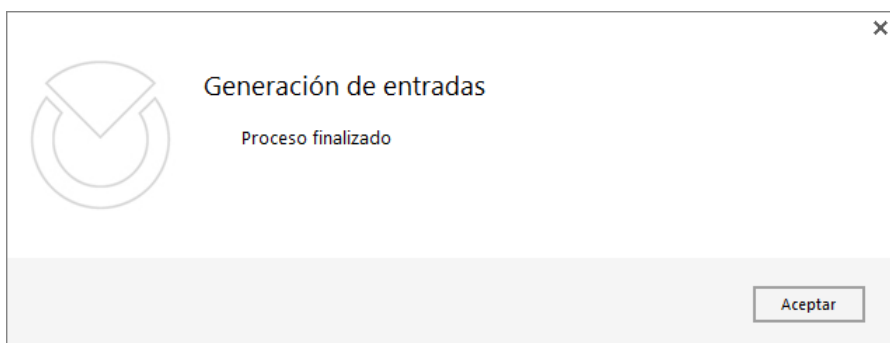 Generación de entradas
Proceso finalizado
Aceptar